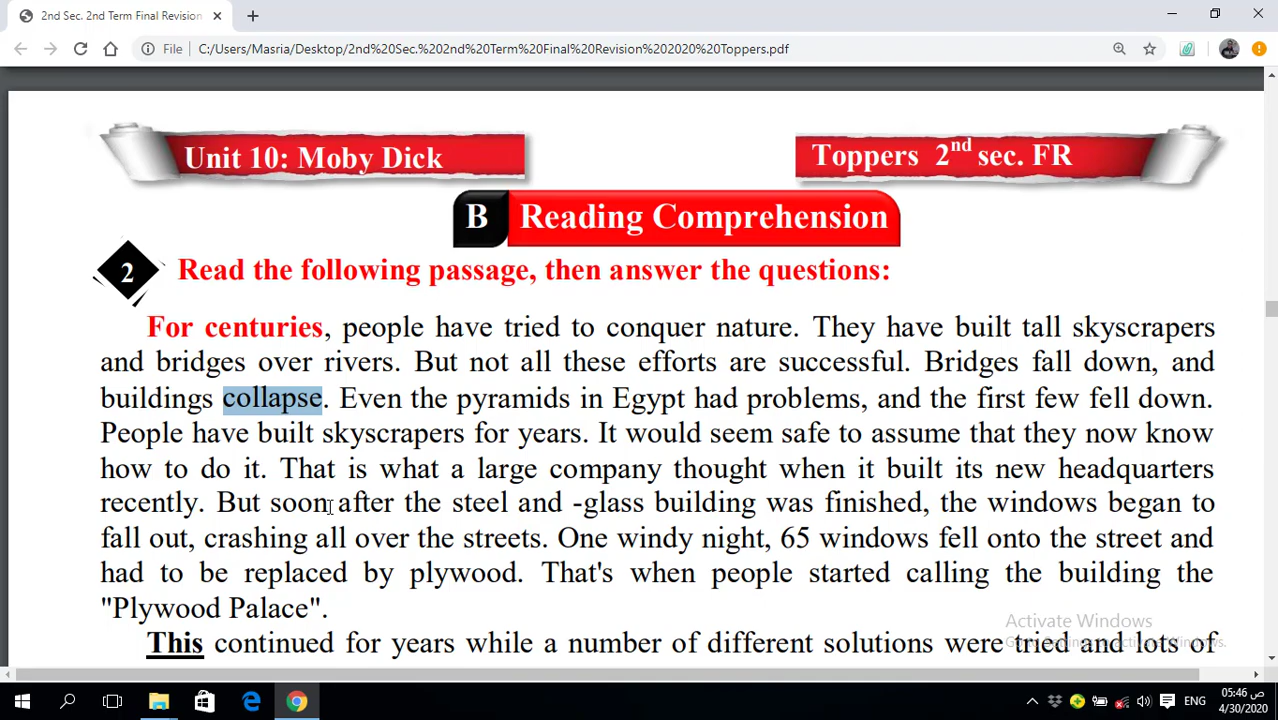 2nd Sec. 2nd Term Final Revision
File C:/Users/Masria/Desktop/2nd%20Sec.%202nd%20Term%20Final%20Revision%202020%20Toppers.pdf
Unit 10: Moby Dick
Toppers 2nd sec. FR
B Reading Comprehension
2 Read the following passage, then answer the questions:
For centuries, people have tried to conquer nature. They have built tall skyscrapers
and bridges over rivers. But not all these efforts are successful. Bridges fall down, and
buildings collapse. Even the pyramids in Egypt had problems, and the first few fell down.
People have built skyscrapers for years. It would seem safe to assume that they now know
how to do it. That is what a large company thought when it built its new headquarters
recently. But soon after the steel and -glass building was finished, the windows began to
fall out, crashing all over the streets. One windy night, 65 windows fell onto the street and
had to be replaced by plywood. That's when people started calling the building the
"Plywood Palace".
Activate Windows
This continued for years while a number of different solutions were tried and lots of
ENG
05:46 ص
4/30/2020